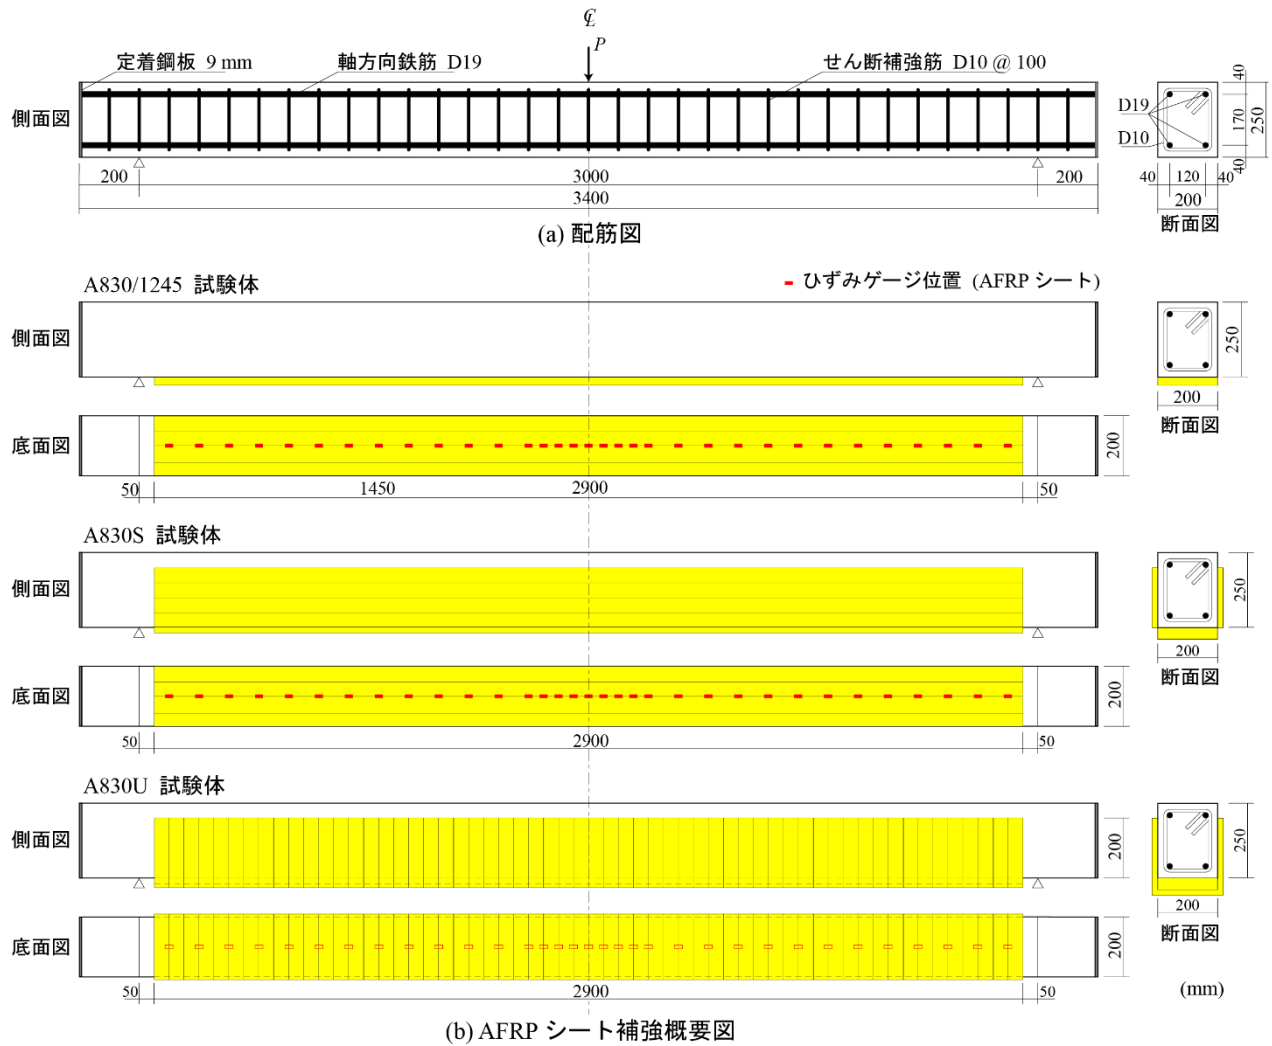 ℄
P
定着鋼板 9 mm
軸方向鉄筋 D19
せん断補強筋 D10 @ 100
側面図
D19
D10
40
170
40
250
200
3000
200
3400
40
120
40
200
断面図
(a) 配筋図
A830/1245 試験体
ひずみゲージ位置 (AFRP シート)
側面図
250
200
断面図
底面図
200
50
1450
2900
50
A830S 試験体
側面図
250
200
断面図
底面図
200
50
2900
50
A830U 試験体
側面図
200
250
200
断面図
底面図
200
50
2900
50
(mm)
(b) AFRP シート補強概要図